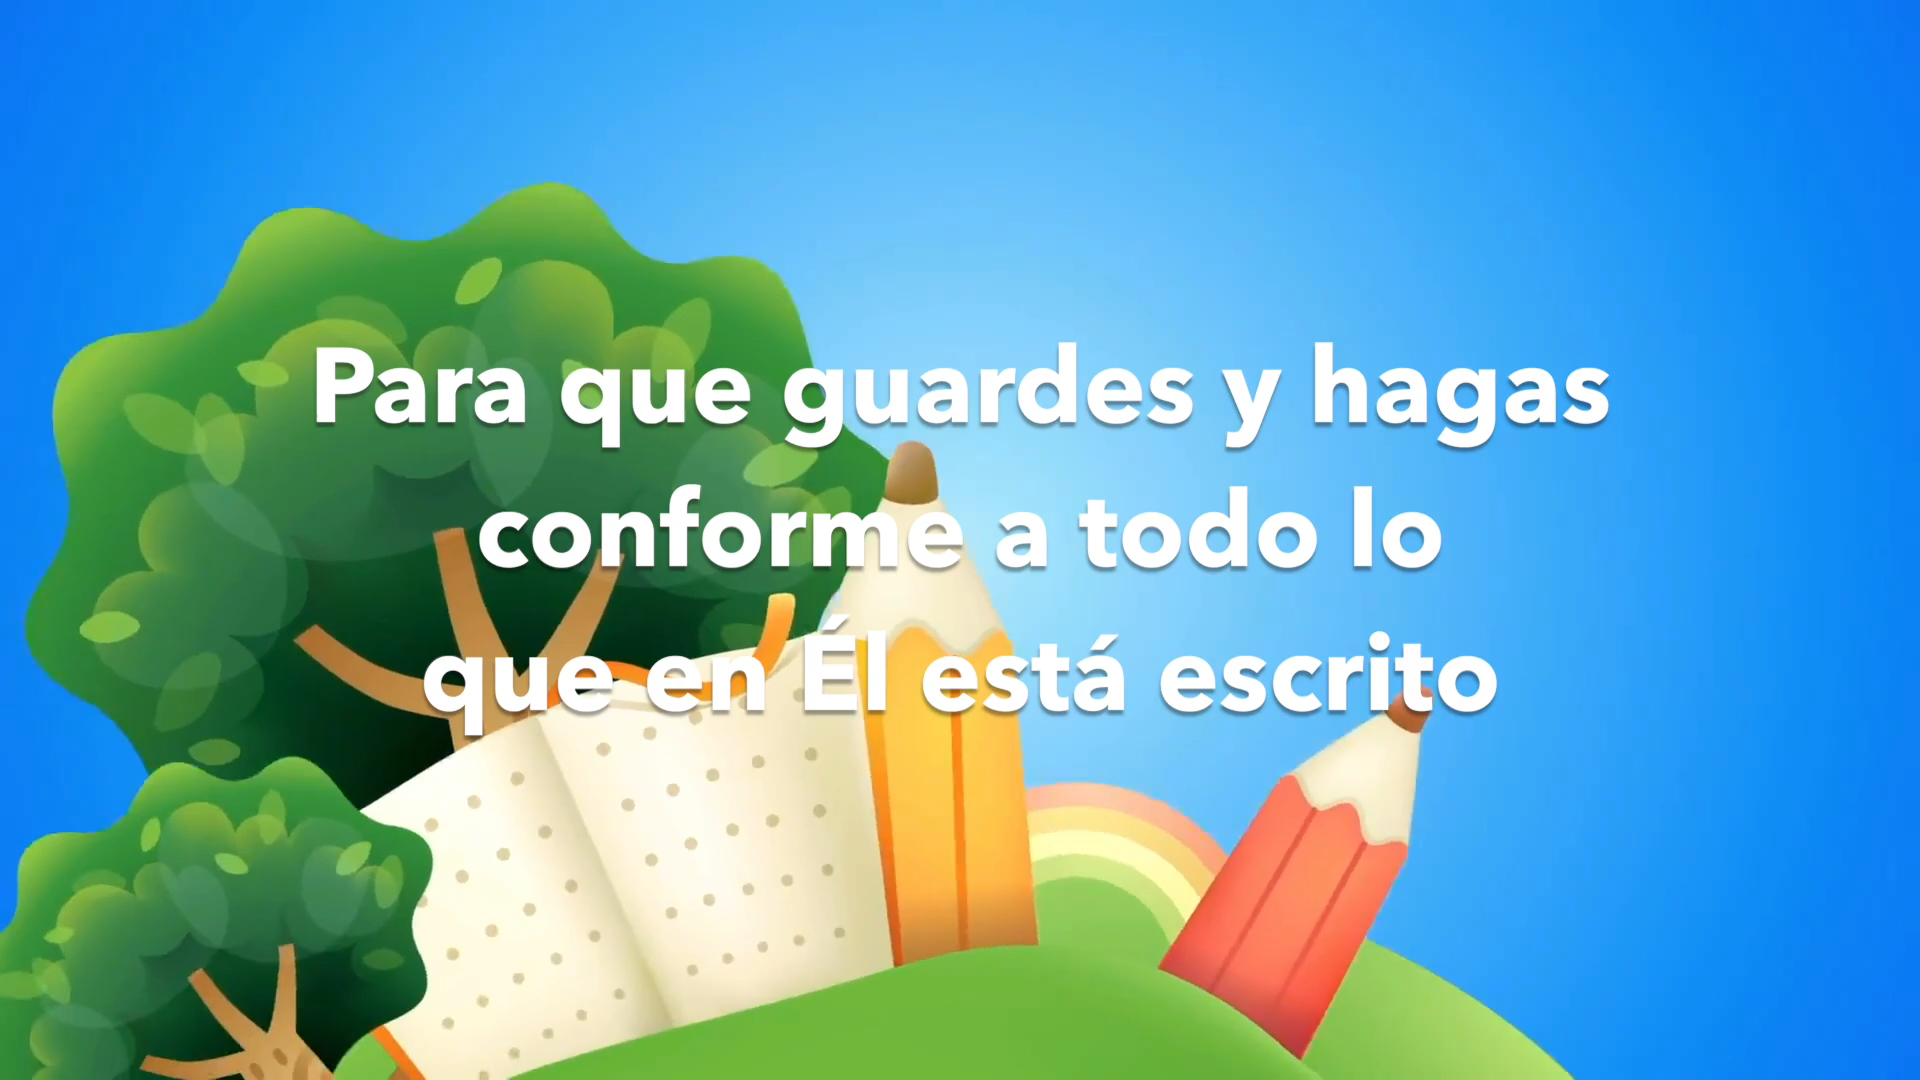 Para que guardes y hagas
conforme a todo lo
que en Él está escrito